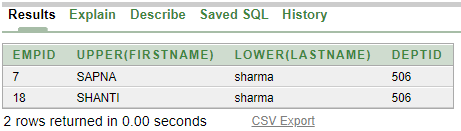 Results Explain Describe Saved SQL History
EMPID UPPER(FIRSTNAME) LOWER(LASTNAME) DEPTID
7 SAPNA sharma 506
18 SHANTI sharma 506
2 rows returned in 0.00 seconds CSV Export